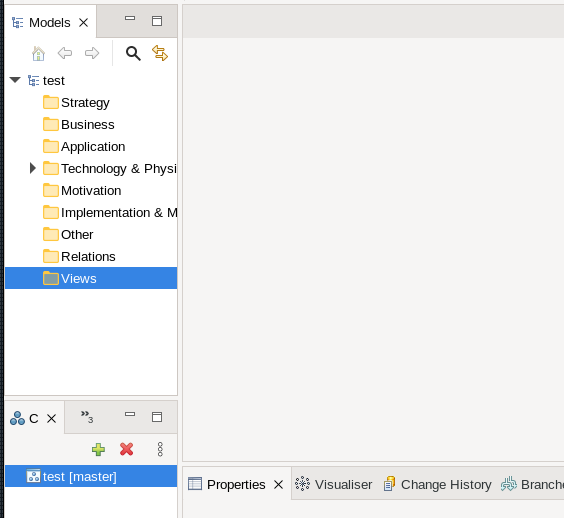 Models
test
Strategy
Business
Application
Technology & Physi
Motivation
Implementation & M
Other
Relations
Views
C
3
test [master]
Properties
Visualiser
Change History
Branche